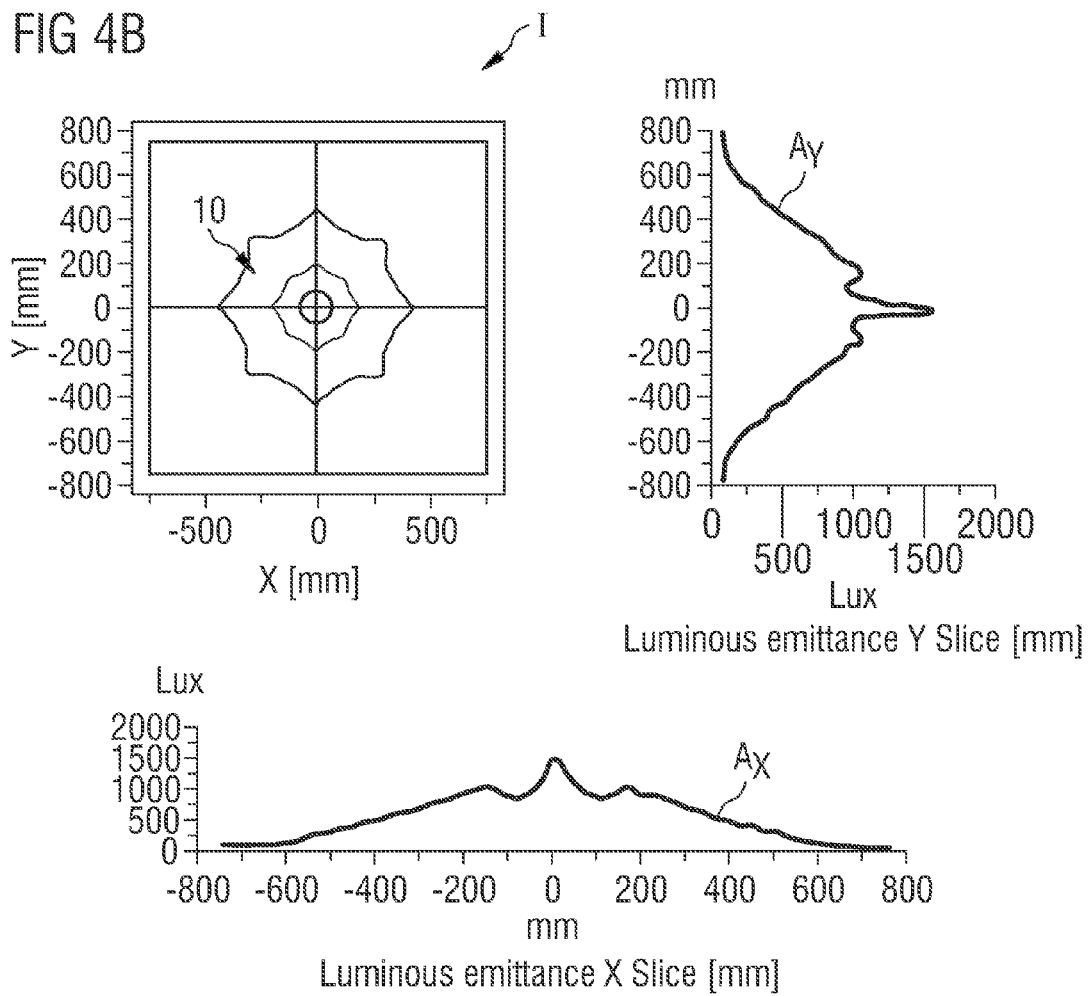 FIG 4B
I
800
600
400
200
0
-200
-400
-600
-800
Y [mm]
10
-500 0 500
X [mm]
mm
800
600
400
200
0
-200
-400
-600
-800
AY
0 500 1000 1500 2000
Lux
Luminous emittance Y Slice [mm]
Lux
2000
1500
1000
500
0
AX
-800 -600 -400 -200 0 200 400 600 800
mm
Luminous emittance X Slice [mm]